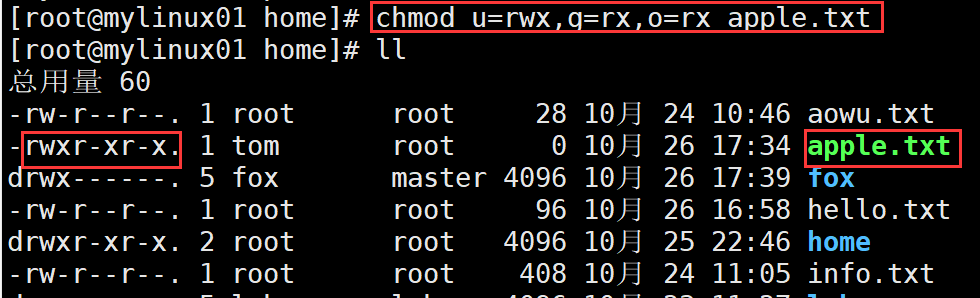 [root@mylinux01 home]# chmod u=rwx,g=rx,o=rx apple.txt
[root@mylinux01 home]# ll
总用量 60
-rw-r--r--. 1 root root 28 10月 24 10:46 aowu.txt
-rwxr-xr-x. 1 tom root 0 10月 26 17:34 apple.txt
drwx------. 5 fox master 4096 10月 26 17:39 fox
-rw-r--r--. 1 root root 96 10月 26 16:58 hello.txt
drwxr-xr-x. 2 root root 4096 10月 25 22:46 home
-rw-r--r--. 1 root root 408 10月 24 11:05 info.txt